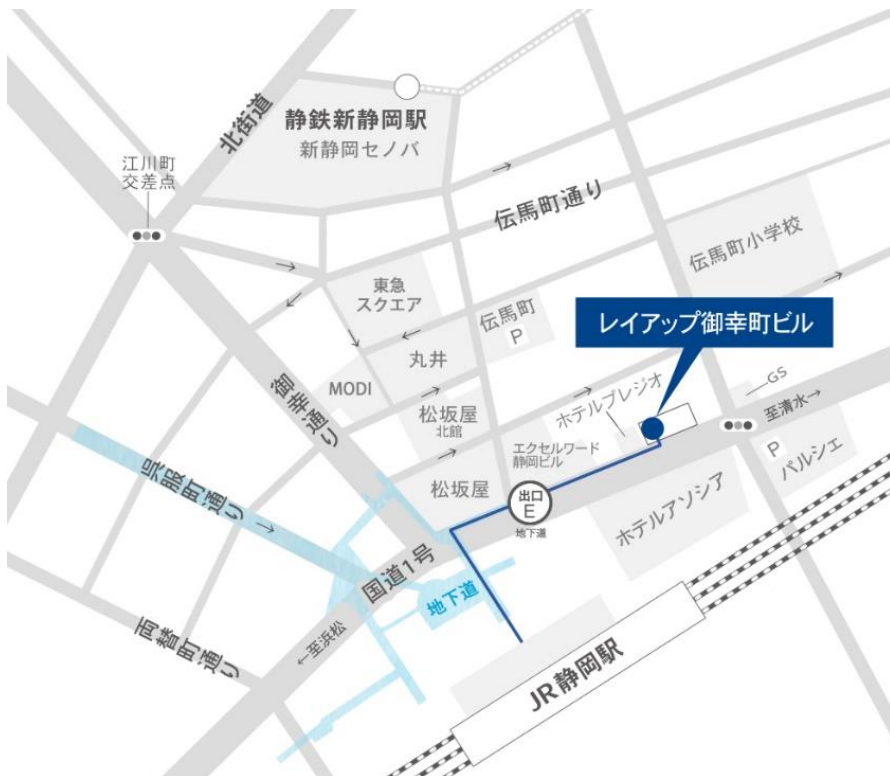 北街道
静鉄新静岡駅
新静岡セノバ
江川町
交差点
伝馬町通り
伝馬町小学校
東急
スクエア
伝馬町
P
レイアップ御幸町ビル
丸井
MODI
御幸通り
松坂屋
北館
ホテルプレジオ
GS
至清水→
エクセルワード
静岡ビル
P
パルシェ
松坂屋
出口
E
地下道
ホテルアソシア
呉服町通り
国道1号
地下道
両替町通り
←至浜松
JR静岡駅